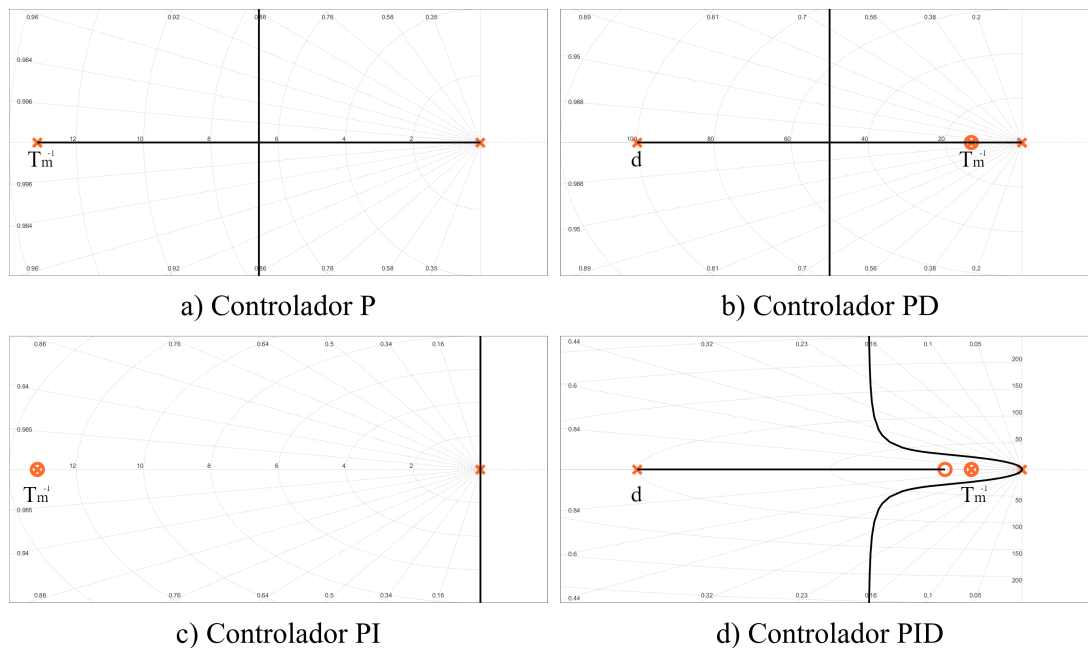 0.96 0.92 0.86 0.76 0.58 0.35
0.984
0.996
12 10 8 6 4 2
Tm⁻¹
0.996
0.984
0.96 0.92 0.86 0.76 0.58 0.35
a) Controlador P
0.89 0.81 0.7 0.56 0.38 0.2
0.95
0.988
100 80 60 40 20
d Tm⁻¹
0.988
0.95
0.89 0.81 0.7 0.56 0.38 0.2
b) Controlador PD
0.86 0.76 0.64 0.5 0.34 0.16
0.94
0.985
12 10 8 6 4 2
Tm⁻¹
0.985
0.94
0.86 0.76 0.64 0.5 0.34 0.16
c) Controlador PI
0.44 0.32 0.23 0.16 0.1 0.05
200
0.6 150
100
0.84 50
d Tm⁻¹
50
0.84 100
0.6 150
200
0.44 0.32 0.23 0.16 0.1 0.05
d) Controlador PID